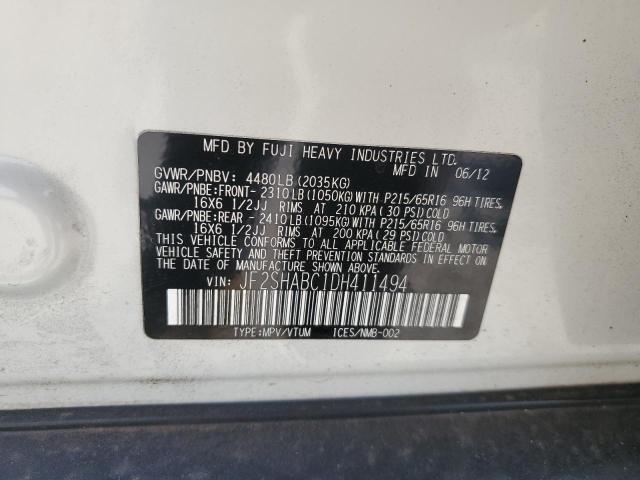 MFD BY FUJI HEAVY INDUSTRIES LTD.
MFD IN 06/12
GVWR/PNBV: 4480LB(2035KG)
GAWR/PNBE:FRONT-2310LB(1050KG)WITH P215/65R16 96H TIRES,
16X6 1/2JJ RIMS AT 210 KPA(30 PSI)COLD
GAWR/PNBE:REAR -2410LB(1095KG)WITH P215/65R16 96H TIRES,
16X6 1/2JJ RIMS AT 200 KPA(29 PSI)COLD
THIS VEHICLE CONFORMS TO ALL APPLICABLE FEDERAL MOTOR
VEHICLE SAFETY AND BUMPER STANDARDS IN EFFECT ON
THE DATE OF MANUFACTURE SHOWN ABOVE.
VIN: JF2SHABC1DH411494
TYPE:MPV/VTUM ICES/NMB-002